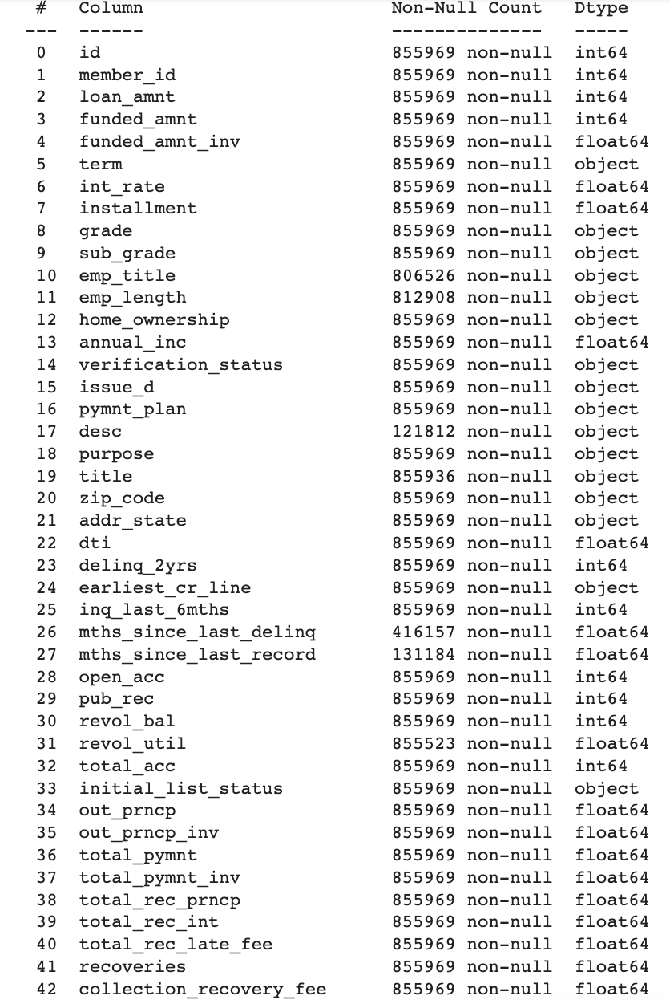 # Column Non-Null Count Dtype
--- ------ -------------- -----
0 id 855969 non-null int64
1 member_id 855969 non-null int64
2 loan_amnt 855969 non-null int64
3 funded_amnt 855969 non-null int64
4 funded_amnt_inv 855969 non-null float64
5 term 855969 non-null object
6 int_rate 855969 non-null float64
7 installment 855969 non-null float64
8 grade 855969 non-null object
9 sub_grade 855969 non-null object
10 emp_title 806526 non-null object
11 emp_length 812908 non-null object
12 home_ownership 855969 non-null object
13 annual_inc 855969 non-null float64
14 verification_status 855969 non-null object
15 issue_d 855969 non-null object
16 pymnt_plan 855969 non-null object
17 desc 121812 non-null object
18 purpose 855969 non-null object
19 title 855936 non-null object
20 zip_code 855969 non-null object
21 addr_state 855969 non-null object
22 dti 855969 non-null float64
23 delinq_2yrs 855969 non-null int64
24 earliest_cr_line 855969 non-null object
25 inq_last_6mths 855969 non-null int64
26 mths_since_last_delinq 416157 non-null float64
27 mths_since_last_record 131184 non-null float64
28 open_acc 855969 non-null int64
29 pub_rec 855969 non-null int64
30 revol_bal 855969 non-null int64
31 revol_util 855523 non-null float64
32 total_acc 855969 non-null int64
33 initial_list_status 855969 non-null object
34 out_prncp 855969 non-null float64
35 out_prncp_inv 855969 non-null float64
36 total_pymnt 855969 non-null float64
37 total_pymnt_inv 855969 non-null float64
38 total_rec_prncp 855969 non-null float64
39 total_rec_int 855969 non-null float64
40 total_rec_late_fee 855969 non-null float64
41 recoveries 855969 non-null float64
42 collection_recovery_fee 855969 non-null float64